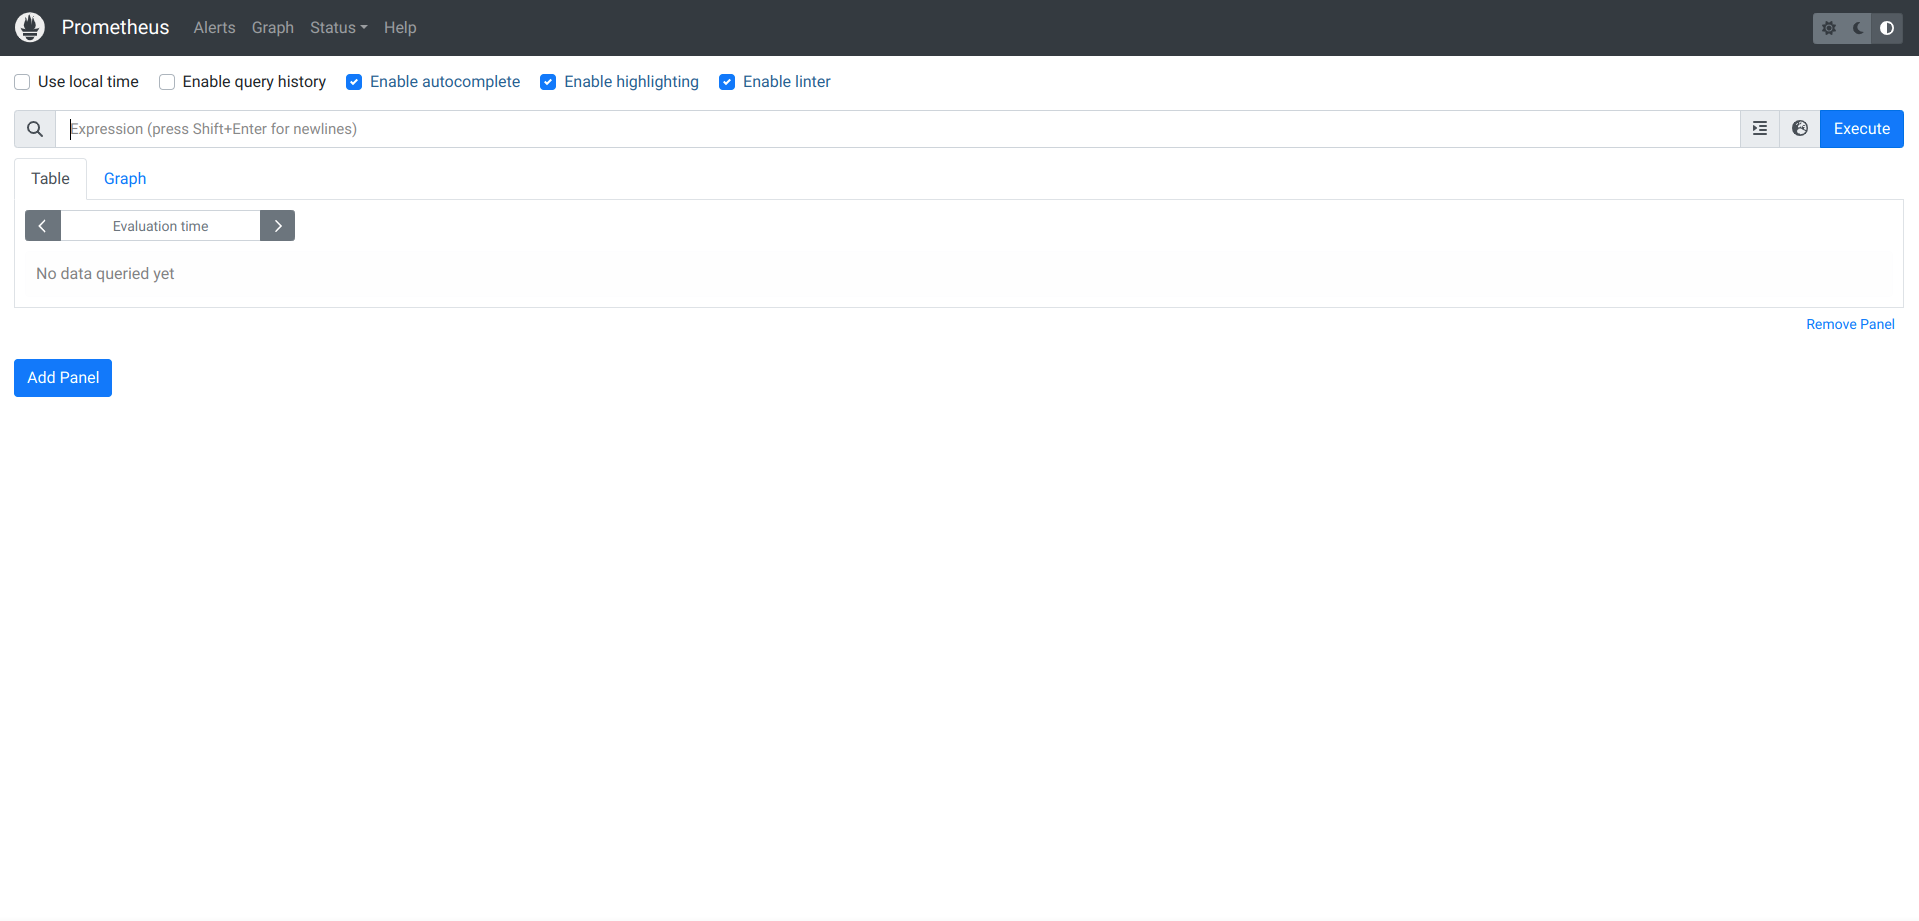 Prometheus Alerts Graph Status Help
Use local time Enable query history Enable autocomplete Enable highlighting Enable linter
Expression (press Shift+Enter for newlines) Execute
Table Graph
Evaluation time
No data queried yet
Remove Panel
Add Panel